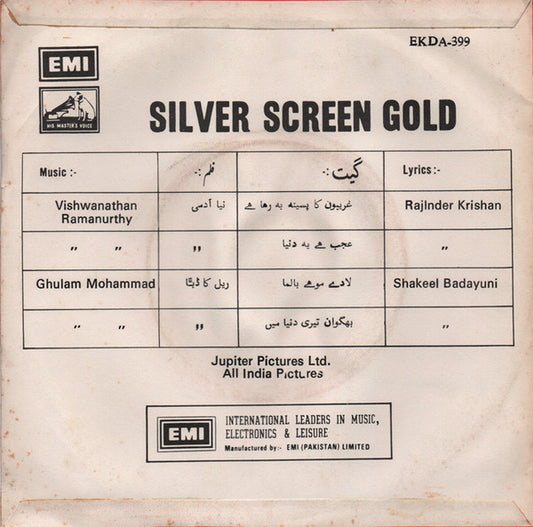 EKDA-399
EMI
HIS MASTER'S VOICE
SILVER SCREEN GOLD
Music :- فلم :- گیت :- Lyrics :-
Vishwanathan Ramanurthy نیا آدمی غریبوں کا پسینہ بہ رہا ہے RajInder Krishan
,, ,, ,, عجب ہے یہ دنیا ,,
Ghulam Mohammad ریل کا ڈبّا لادے موہے بالما Shakeel Badayuni
,, ,, ,, بھگوان تیری دنیا میں ,,
Jupiter Pictures Ltd.
All India Pictures
EMI
INTERNATIONAL LEADERS IN MUSIC,
ELECTRONICS & LEISURE
Manufactured by:- EMI (PAKISTAN) LIMITED